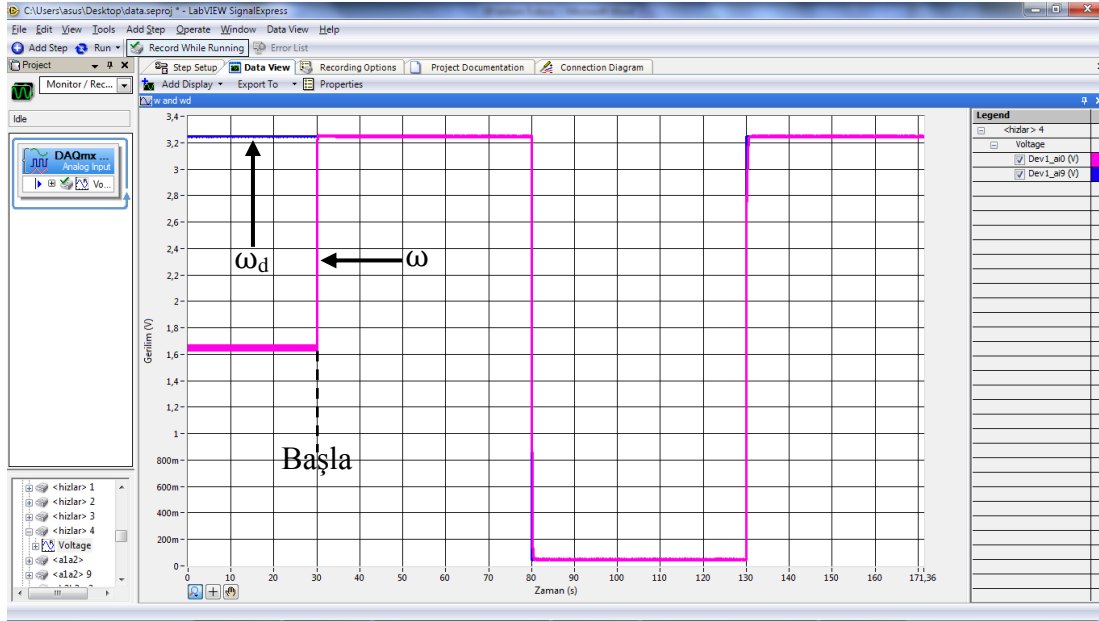 C:\Users\asus\Desktop\data.seproj * - LabVIEW SignalExpress
File Edit View Tools Add Step Operate Window Data View Help
Add Step Run Record While Running Error List
Project
Monitor / Rec...
Idle
DAQmx ...
Analog Input
Vo...
<hizlar> 1
<hizlar> 2
<hizlar> 3
<hizlar> 4
Voltage
<a1a2>
<a1a2> 9
Step Setup Data View Recording Options Project Documentation Connection Diagram
Add Display Export To Properties
w and wd
Gerilim (V)
3,4
3,2
3
2,8
2,6
2,4
2,2
2
1,8
1,6
1,4
1,2
1
800m
600m
400m
200m
0
ωd
ω
Başla
0 10 20 30 40 50 60 70 80 90 100 110 120 130 140 150 160 171,36
Zaman (s)
Legend
<hizlar> 4
Voltage
Dev1_ai0 (V)
Dev1_ai9 (V)